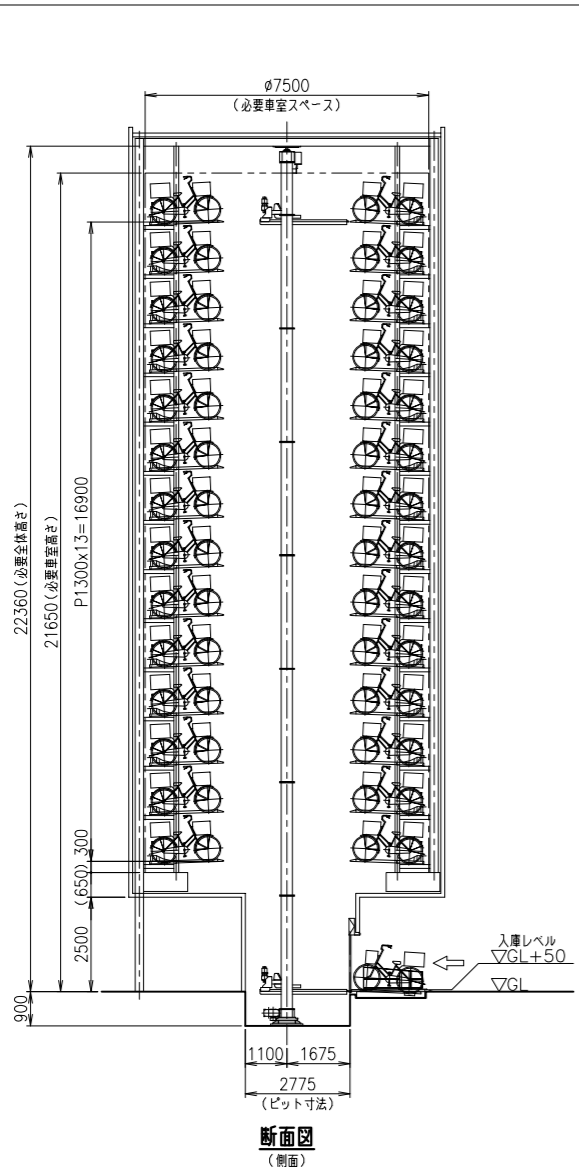 ø7500
(必要車室スペース)
22360(必要全体高さ)
21650(必要車室高さ)
P1300x13=16900
300
(650)
2500
900
入庫レベル
▽GL+50
▽GL
1100
1675
2775
(ピット寸法)
断面図
(側面)